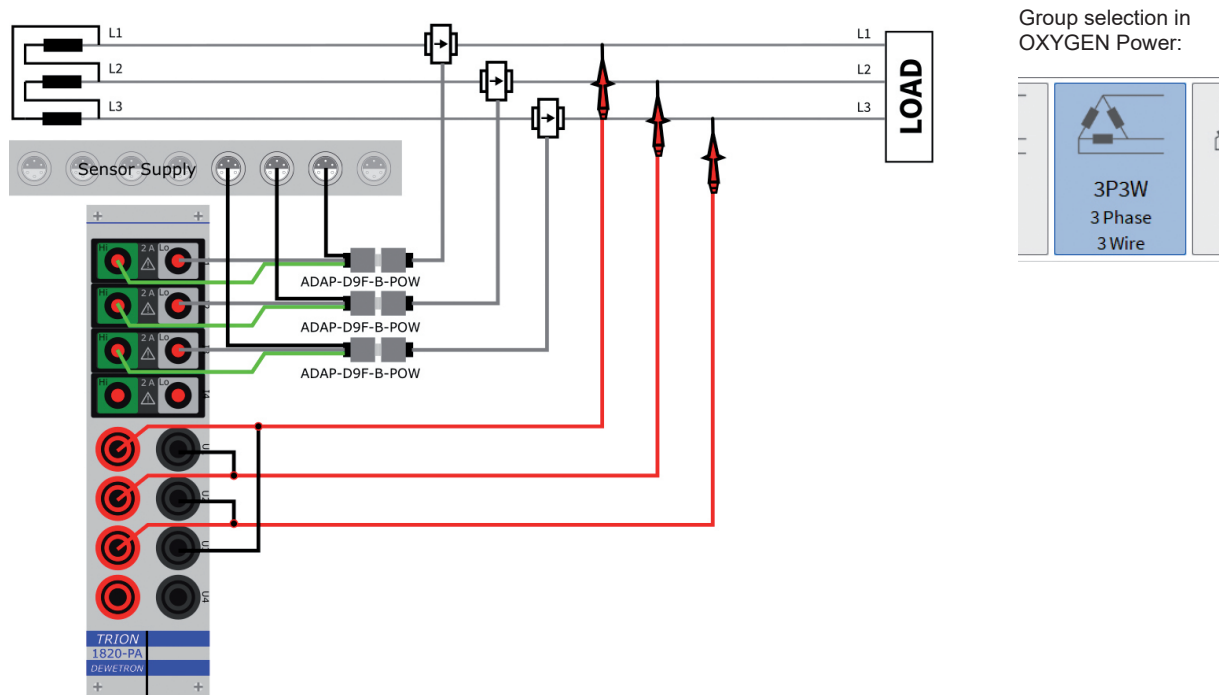 L1
L2
L3
L1
L2
L3
LOAD
Group selection in
OXYGEN Power:
3P3W
3 Phase
3 Wire
Sensor Supply
Hi
2 A
Lo
ADAP-D9F-B-POW
Hi
2 A
Lo
ADAP-D9F-B-POW
Hi
2 A
Lo
ADAP-D9F-B-POW
Hi
2 A
Lo
U4
TRION
1820-PA
DEWETRON